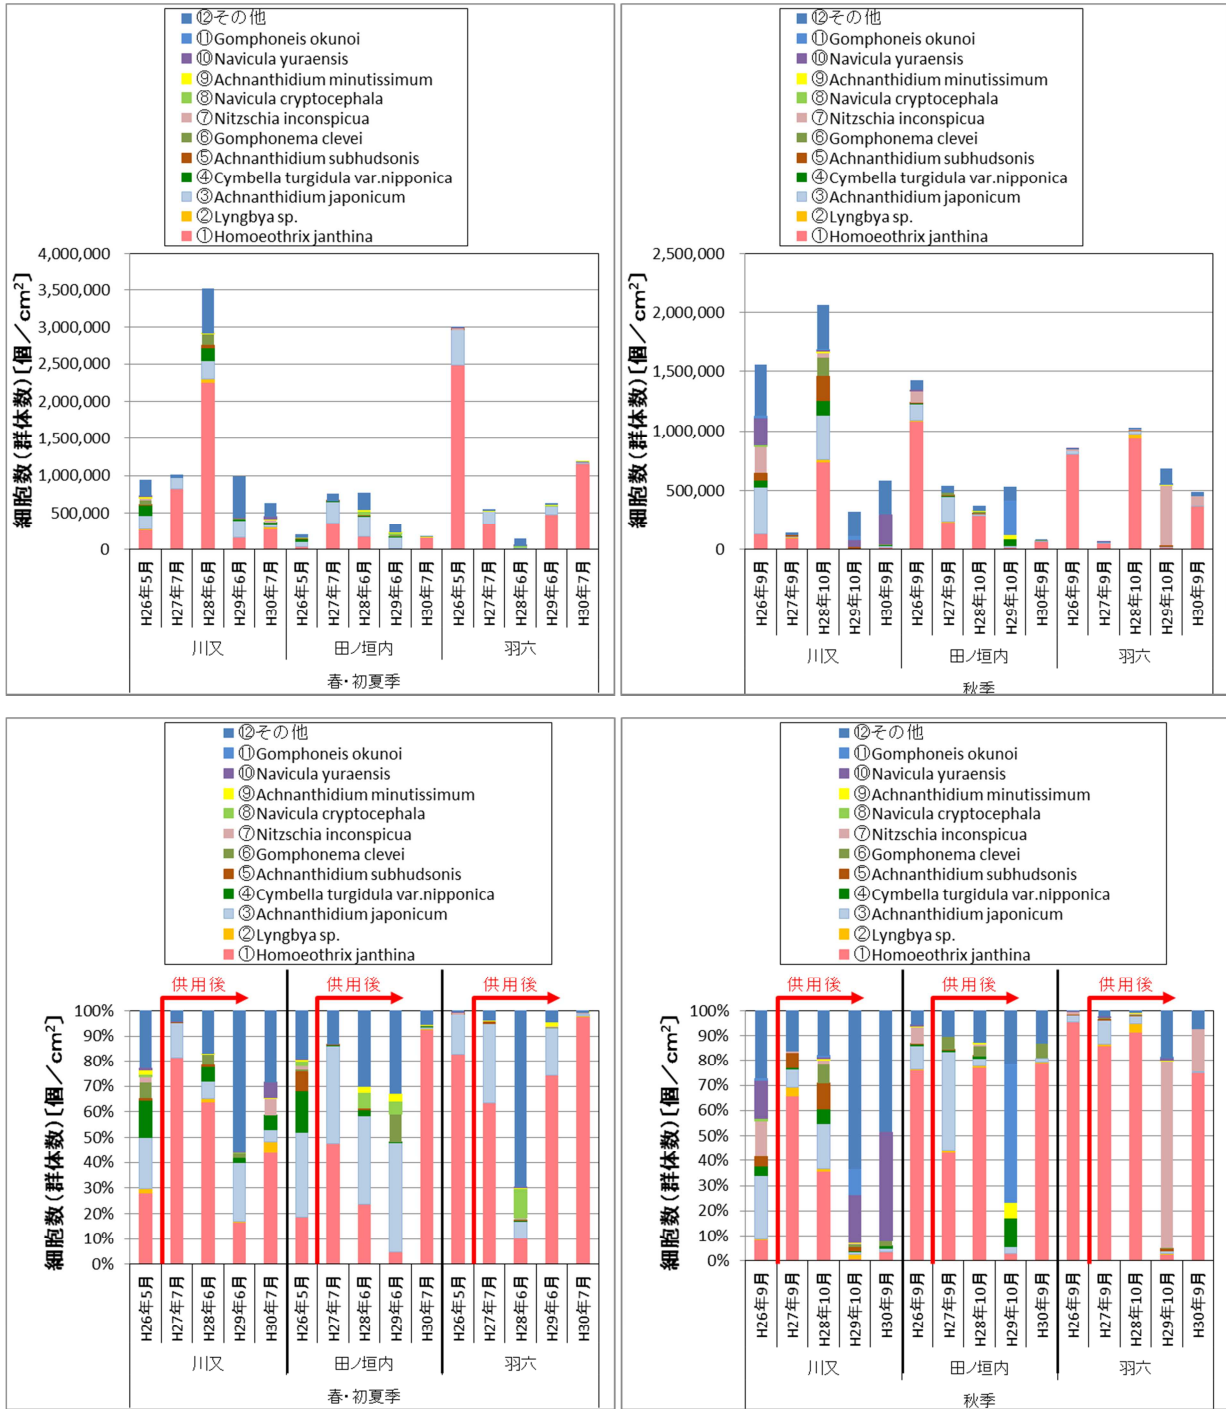 ⑫その他
⑪Gomphoneis okunoi
⑩Navicula yuraensis
⑨Achnanthidium minutissimum
⑧Navicula cryptocephala
⑦Nitzschia inconspicua
⑥Gomphonema clevei
⑤Achnanthidium subhudsonis
④Cymbella turgidula var.nipponica
③Achnanthidium japonicum
②Lyngbya sp.
①Homoeothrix janthina
細胞数(群体数)[個/cm²]
4,000,000
3,500,000
3,000,000
2,500,000
2,000,000
1,500,000
1,000,000
500,000
0
H26年5月 H27年7月 H28年6月 H29年6月 H30年7月 H26年5月 H27年7月 H28年6月 H29年6月 H30年7月 H26年5月 H27年7月 H28年6月 H29年6月 H30年7月
川又 田ノ垣内 羽六
春・初夏季
⑫その他
⑪Gomphoneis okunoi
⑩Navicula yuraensis
⑨Achnanthidium minutissimum
⑧Navicula cryptocephala
⑦Nitzschia inconspicua
⑥Gomphonema clevei
⑤Achnanthidium subhudsonis
④Cymbella turgidula var.nipponica
③Achnanthidium japonicum
②Lyngbya sp.
①Homoeothrix janthina
細胞数(群体数)[個/cm²]
2,500,000
2,000,000
1,500,000
1,000,000
500,000
0
H26年9月 H27年9月 H28年10月 H29年10月 H30年9月 H26年9月 H27年9月 H28年10月 H29年10月 H30年9月 H26年9月 H27年9月 H28年10月 H29年10月 H30年9月
川又 田ノ垣内 羽六
秋季
⑫その他
⑪Gomphoneis okunoi
⑩Navicula yuraensis
⑨Achnanthidium minutissimum
⑧Navicula cryptocephala
⑦Nitzschia inconspicua
⑥Gomphonema clevei
⑤Achnanthidium subhudsonis
④Cymbella turgidula var.nipponica
③Achnanthidium japonicum
②Lyngbya sp.
①Homoeothrix janthina
供用後 供用後 供用後
細胞数(群体数)[個/cm²]
100%
90%
80%
70%
60%
50%
40%
30%
20%
10%
0%
H26年5月 H27年7月 H28年6月 H29年6月 H30年7月 H26年5月 H27年7月 H28年6月 H29年6月 H30年7月 H26年5月 H27年7月 H28年6月 H29年6月 H30年7月
川又 田ノ垣内 羽六
春・初夏季
⑫その他
⑪Gomphoneis okunoi
⑩Navicula yuraensis
⑨Achnanthidium minutissimum
⑧Navicula cryptocephala
⑦Nitzschia inconspicua
⑥Gomphonema clevei
⑤Achnanthidium subhudsonis
④Cymbella turgidula var.nipponica
③Achnanthidium japonicum
②Lyngbya sp.
①Homoeothrix janthina
供用後 供用後 供用後
細胞数(群体数)[個/cm²]
100%
90%
80%
70%
60%
50%
40%
30%
20%
10%
0%
H26年9月 H27年9月 H28年10月 H29年10月 H30年9月 H26年9月 H27年9月 H28年10月 H29年10月 H30年9月 H26年9月 H27年9月 H28年10月 H29年10月 H30年9月
川又 田ノ垣内 羽六
秋季